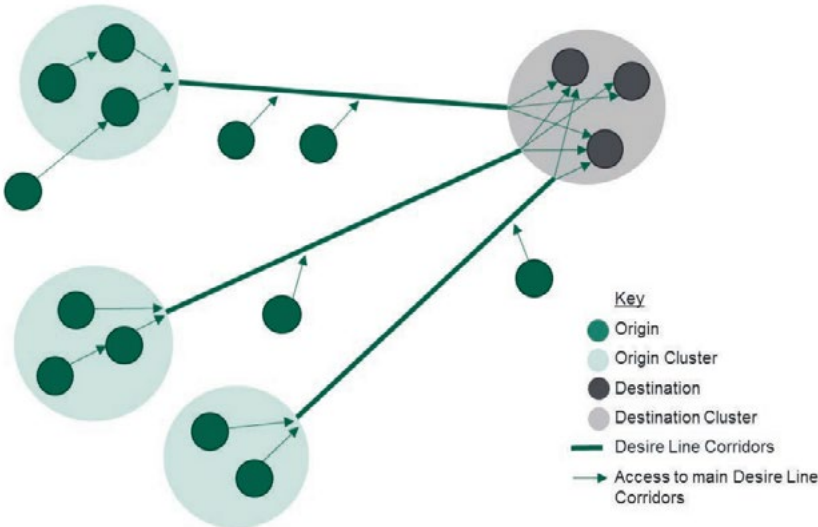 Key
Origin
Origin Cluster
Destination
Destination Cluster
Desire Line Corridors
Access to main Desire Line
Corridors